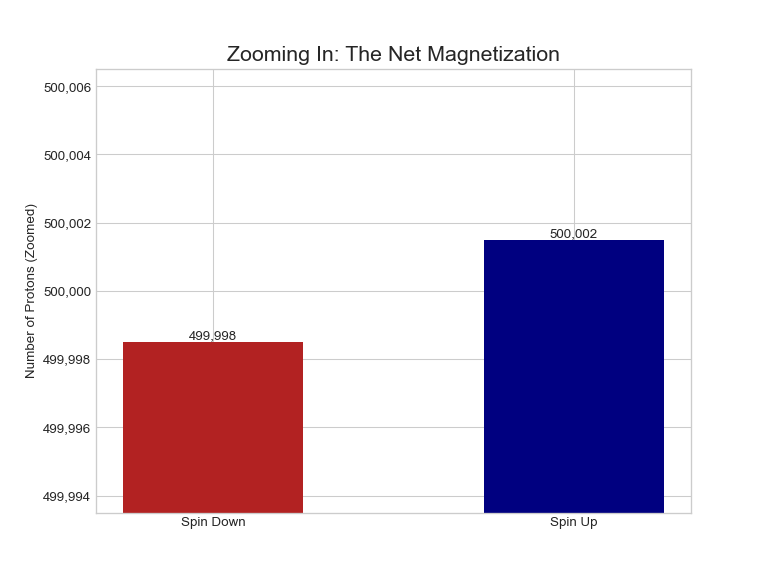 Zooming In: The Net Magnetization
Number of Protons (Zoomed)
500,006
500,004
500,002
500,000
499,998
499,996
499,994
499,998
500,002
Spin Down
Spin Up